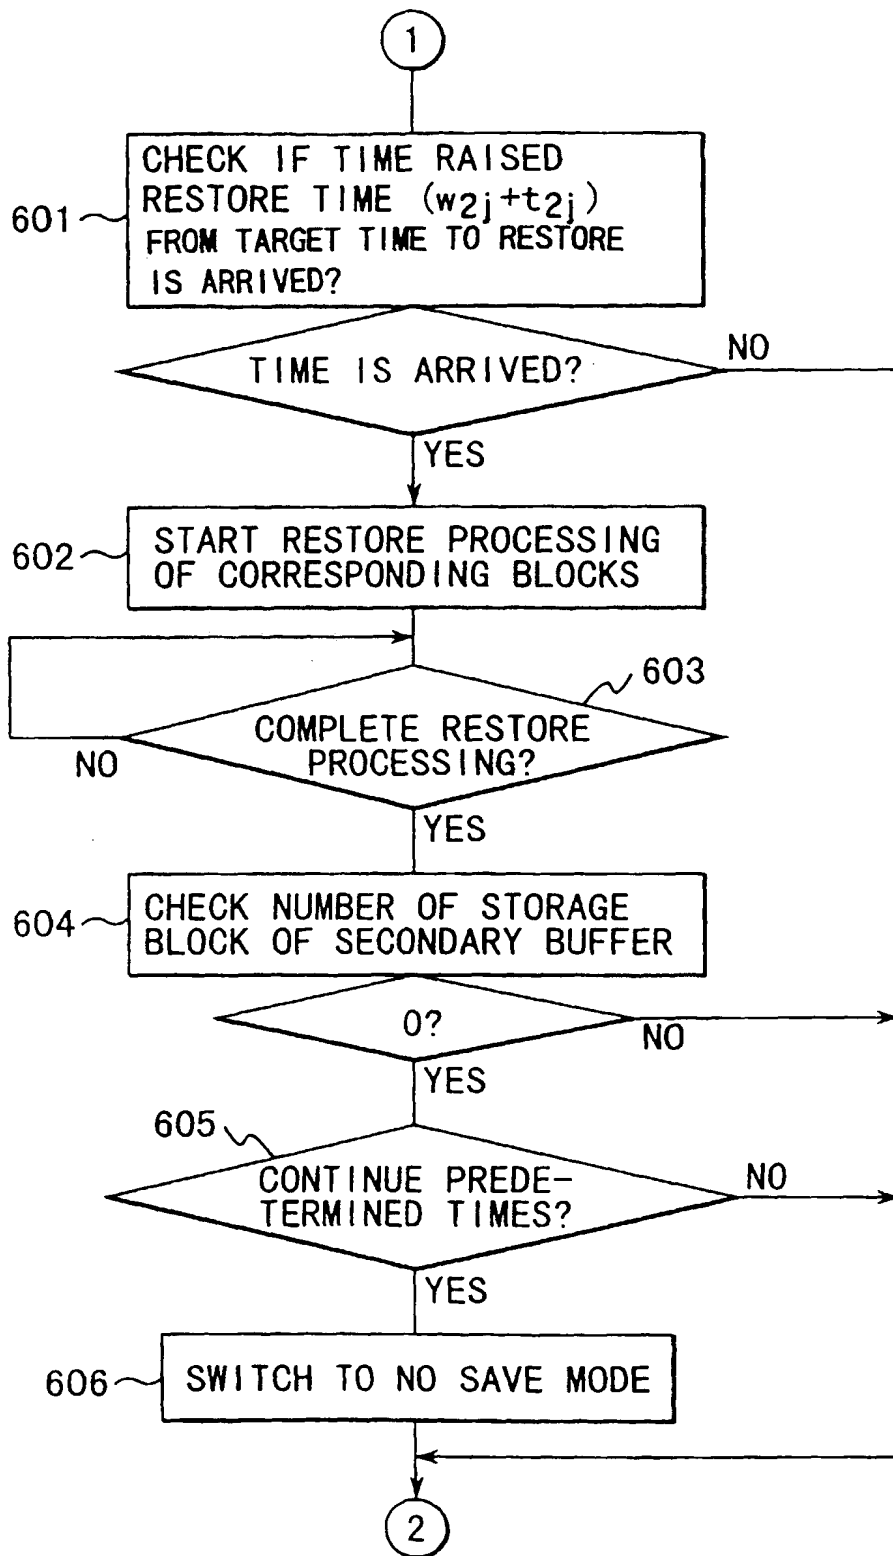 1
CHECK IF TIME RAISED
RESTORE TIME (w2j+t2j)
FROM TARGET TIME TO RESTORE
IS ARRIVED?
601
TIME IS ARRIVED?
NO
YES
602
START RESTORE PROCESSING
OF CORRESPONDING BLOCKS
603
COMPLETE RESTORE
PROCESSING?
NO
YES
604
CHECK NUMBER OF STORAGE
BLOCK OF SECONDARY BUFFER
0?
NO
YES
605
CONTINUE PREDE-
TERMINED TIMES?
NO
YES
606
SWITCH TO NO SAVE MODE
2